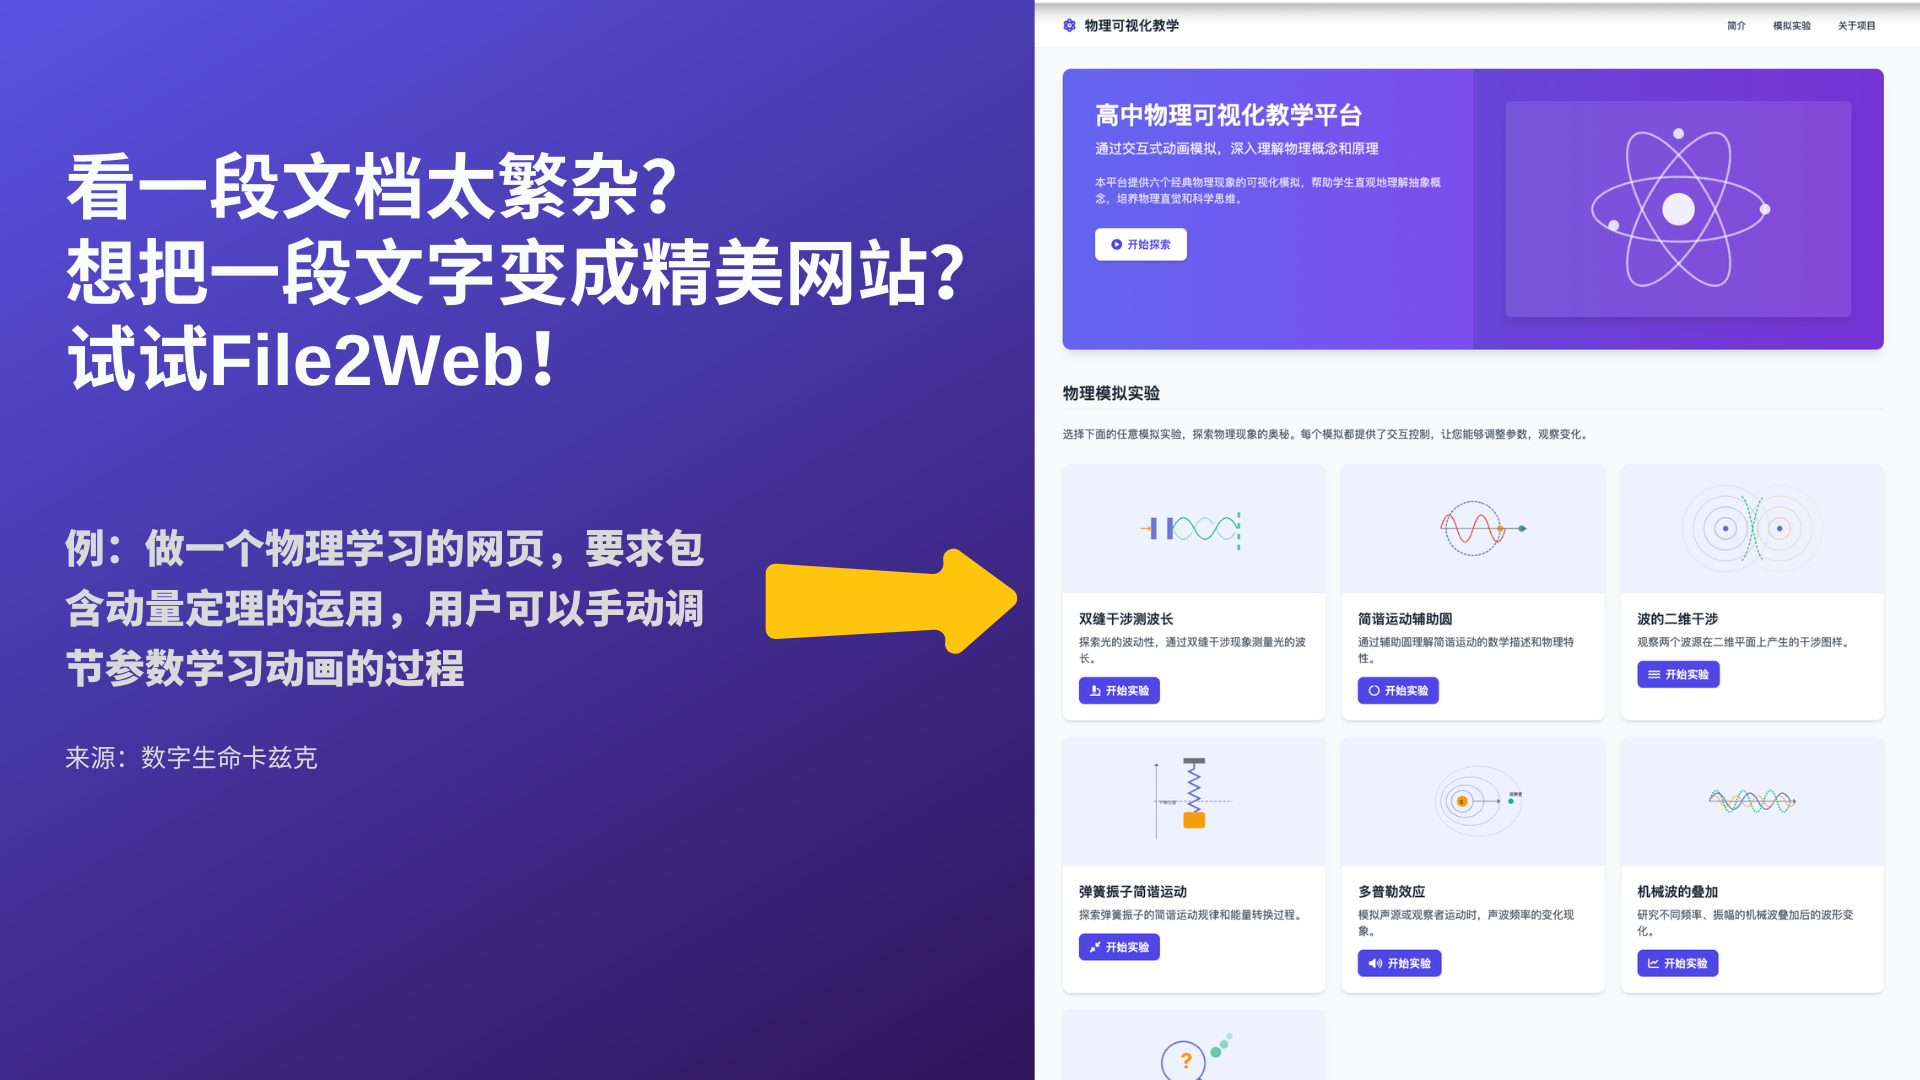 看一段文档太繁杂？
想把一段文字变成精美网站？
试试File2Web！
例：做一个物理学习的网页，要求包
含动量定理的运用，用户可以手动调
节参数学习动画的过程
来源：数字生命卡兹克
物理可视化教学
简介
模拟实验
关于项目
高中物理可视化教学平台
通过交互式动画模拟，深入理解物理概念和原理
本平台提供六个经典物理现象的可视化模拟，帮助学生直观地理解抽象概
念，培养物理直觉和科学思维。
开始探索
物理模拟实验
选择下面的任意模拟实验，探索物理现象的奥秘。每个模拟都提供了交互控制，让您能够调整参数，观察变化。
双缝干涉测波长
探索光的波动性，通过双缝干涉现象测量光的波
长。
开始实验
简谐运动辅助圆
通过辅助圆理解简谐运动的数学描述和物理特
性。
开始实验
波的二维干涉
观察两个波源在二维平面上产生的干涉图样。
开始实验
弹簧振子简谐运动
探索弹簧振子的简谐运动规律和能量转换过程。
开始实验
S
观察者
多普勒效应
模拟声源或观察者运动时，声波频率的变化现
象。
开始实验
机械波的叠加
研究不同频率、振幅的机械波叠加后的波形变
化。
开始实验
?